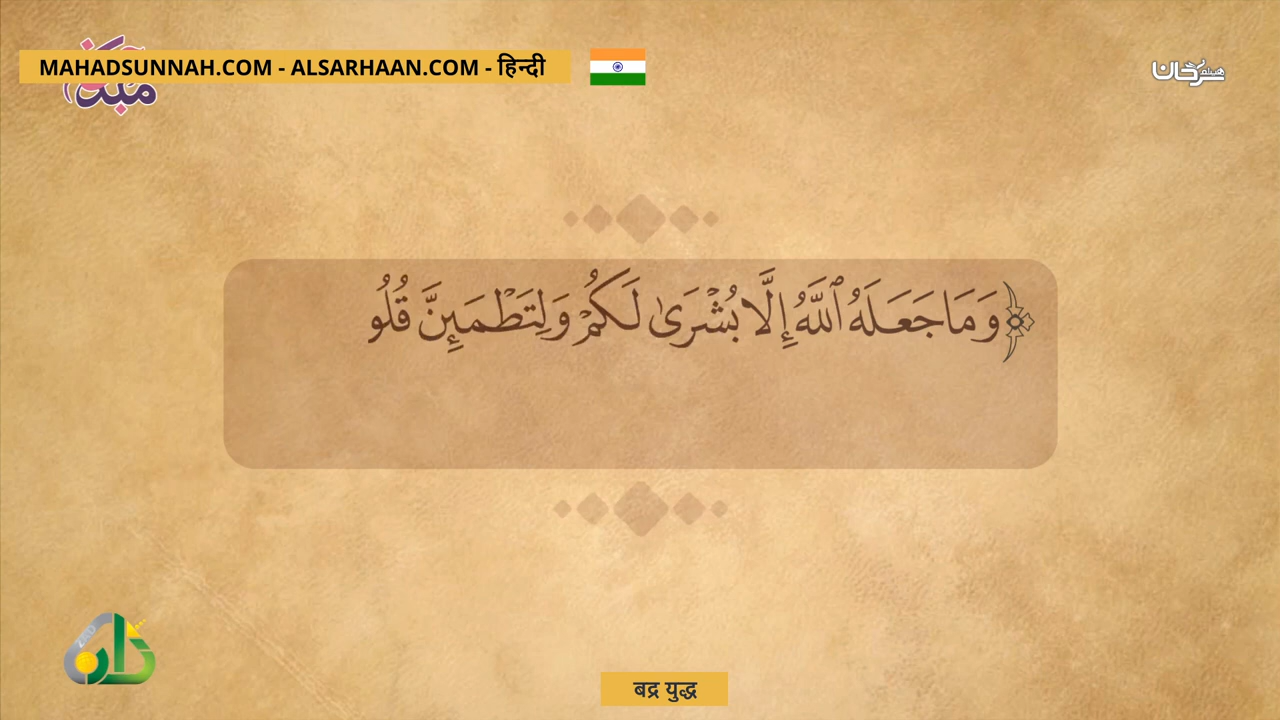 MAHADSUNNAH.COM - ALSARHAAN.COM - हिन्दी
﴿وَمَا جَعَلَهُ ٱللَّهُ إِلَّا بُشْرَىٰ لَكُمْ وَلِتَطْمَئِنَّ قُلُو
बद्र युद्ध